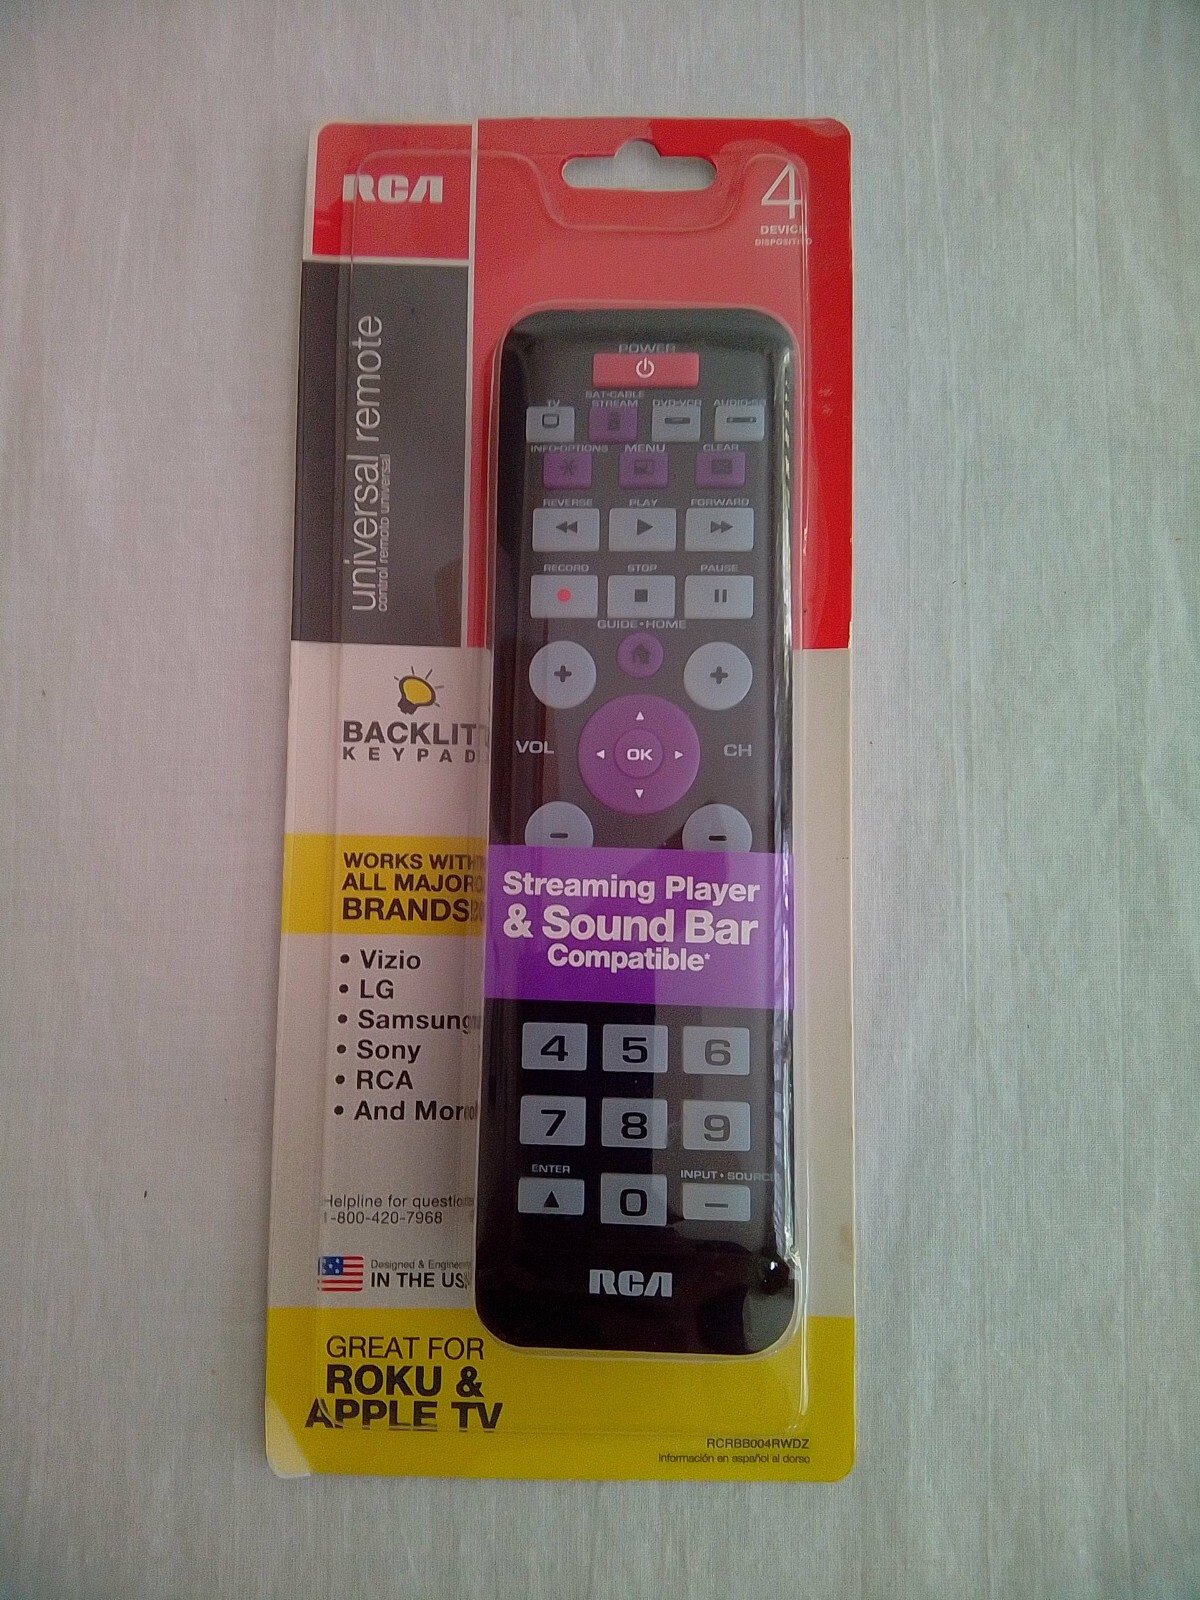 RCA
4
DEVICE
DISPOSITIVO
universal remote
control remoto universal
POWER
TV
SAT•CABLE
STREAM
DVD•VCR
AUDIO•SB
INFO•OPTIONS
MENU
CLEAR
REVERSE
PLAY
FORWARD
RECORD
STOP
PAUSE
GUIDE•HOME
+
+
BACKLIT
KEYPAD
VOL
OK
CH
−
−
WORKS WITH
ALL MAJOR
BRANDS
Streaming Player
& Sound Bar
Compatible*
• Vizio
• LG
• Samsung
• Sony
• RCA
• And More
4 5 6
7 8 9
ENTER
0
INPUT • SOURCE
−
Helpline for questions
1-800-420-7968
Designed & Engineered
IN THE USA
RCA
GREAT FOR
ROKU &
APPLE TV
RCRBB004RWDZ
Información en español al dorso